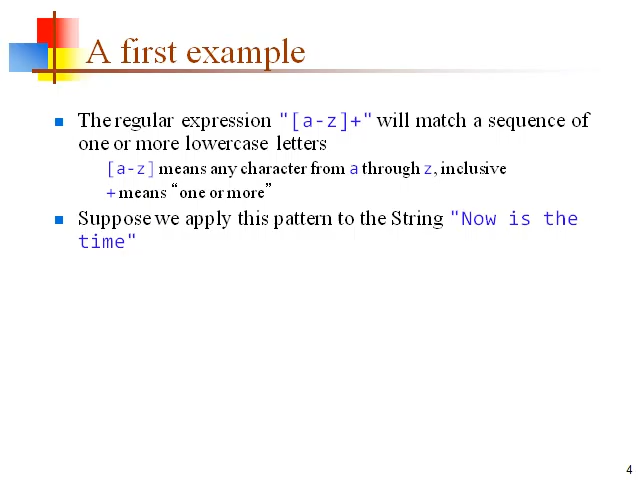 A first example
The regular expression "[a-z]+" will match a sequence of
one or more lowercase letters
[a-z] means any character from a through z, inclusive
+ means “one or more”
Suppose we apply this pattern to the String "Now is the
time"
4